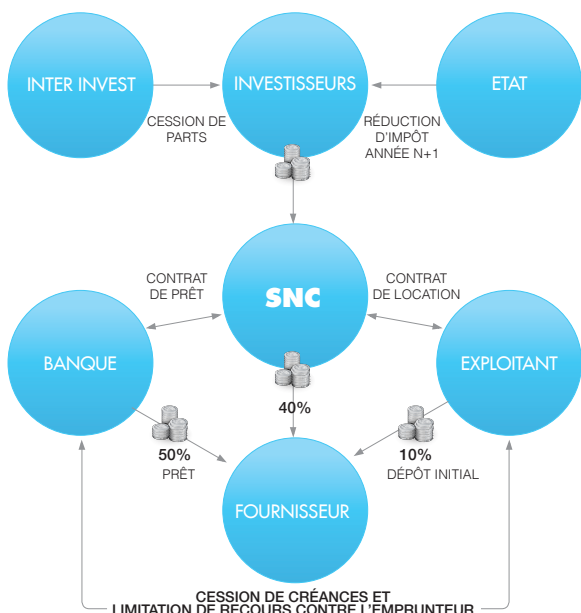 INTER INVEST
INVESTISSEURS
ETAT
CESSION DE
PARTS
RÉDUCTION
D'IMPÔT
ANNÉE N+1
CONTRAT
DE PRÊT
SNC
CONTRAT
DE LOCATION
BANQUE
EXPLOITANT
40%
50%
PRÊT
10%
DÉPÔT INITIAL
FOURNISSEUR
CESSION DE CRÉANCES ET
LIMITATION DE RECOURS CONTRE L'EMPRUNTEUR